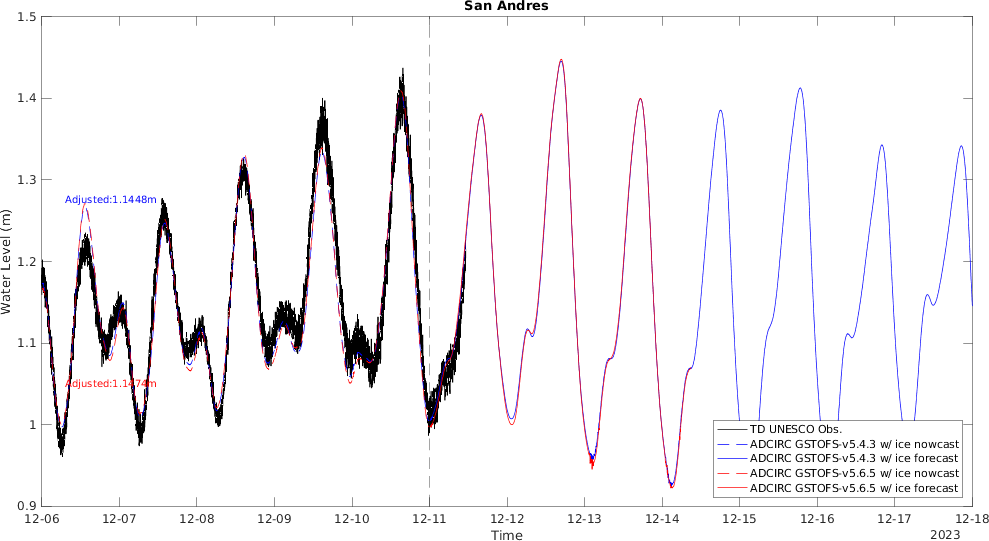 San Andres
Water Level (m)
1.5
1.4
1.3
1.2
1.1
1
0.9
Adjusted:1.1448m
Adjusted:1.1474m
TD UNESCO Obs.
ADCIRC GSTOFS-v5.4.3 w/ ice nowcast
ADCIRC GSTOFS-v5.4.3 w/ ice forecast
ADCIRC GSTOFS-v5.6.5 w/ ice nowcast
ADCIRC GSTOFS-v5.6.5 w/ ice forecast
12-06 12-07 12-08 12-09 12-10 12-11 12-12 12-13 12-14 12-15 12-16 12-17 12-18
Time
2023